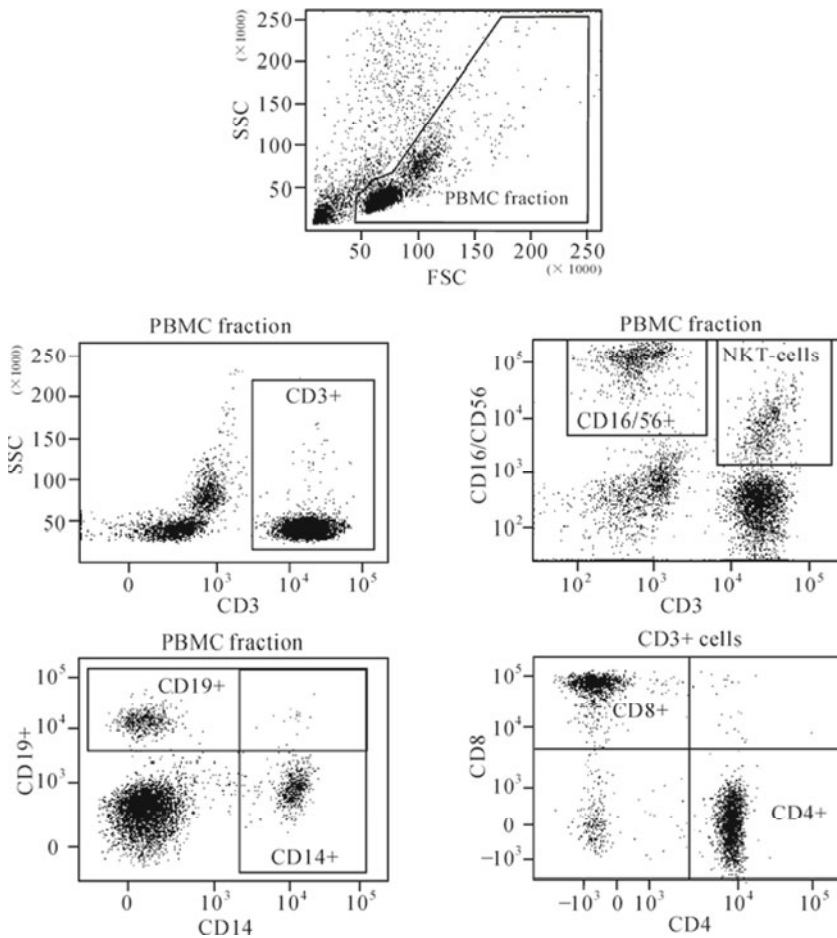 (×1000)
250
200
150
100
50
SSC
PBMC fraction
50 100 150 200 250
FSC
(× 1000)
PBMC fraction
(×1000)
250
200
150
100
50
SSC
CD3+
0 10³ 10⁴ 10⁵
CD3
PBMC fraction
NKT-cells
CD16/56+
10⁵
10⁴
10³
10²
CD16/CD56
10² 10³ 10⁴ 10⁵
CD3
PBMC fraction
CD19+
10⁵
10⁴
10³
0
CD19+
CD14+
0 10³ 10⁴ 10⁵
CD14
CD3+ cells
10⁵
10⁴
10³
0
−10³
CD8
CD8+
CD4+
−10³ 0 10³ 10⁴ 10⁵
CD4